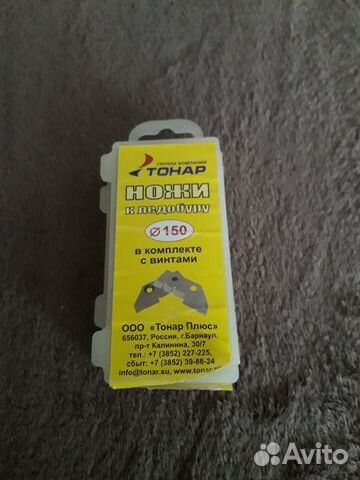 ГРУППА КОМПАНИЙ
ТОНАР
НОЖИ
к ледобуру
⌀ 150
в комплекте
с винтами
ООО «Тонар Плюс»
656037, Россия, г.Барнаул,
пр-т Калинина, 30/7
тел.: +7 (3852) 227-225,
сбыт: +7 (3852) 39-88-24
info@tonar.su, www.tonar.su
Avito